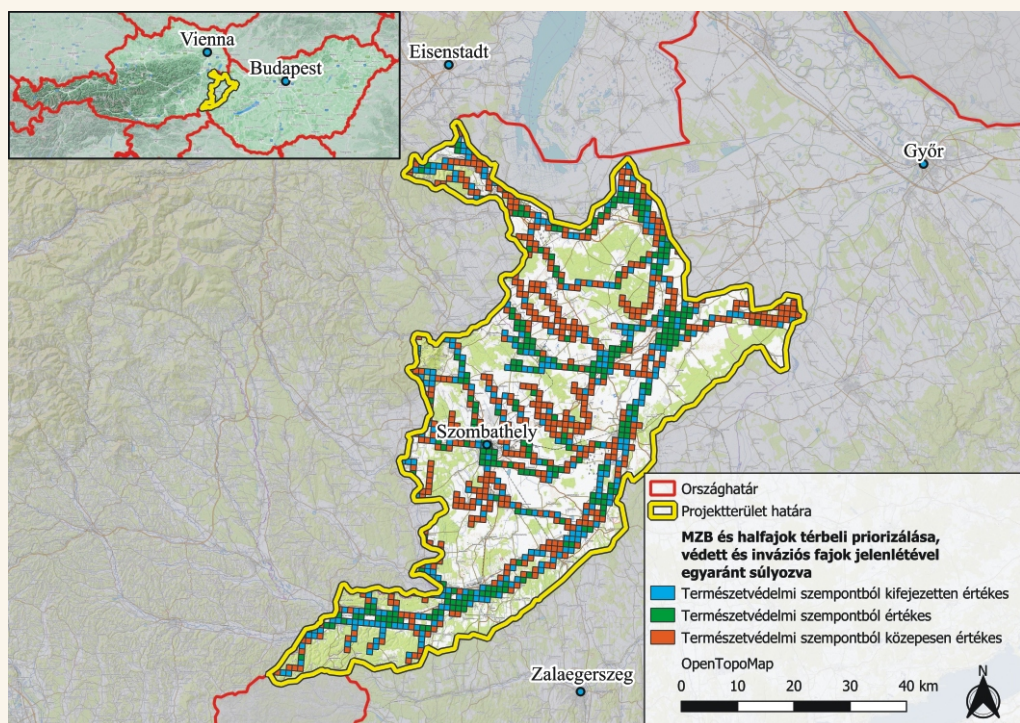 Vienna
Budapest
Eisenstadt
Győr
Szombathely
Zalaegerszeg
Országhatár
Projektterület határa
MZB és halfajok térbeli priorizálása,
védett és inváziós fajok jelenlétével
egyaránt súlyozva
Természetvédelmi szempontból kifejezetten értékes
Természetvédelmi szempontból értékes
Természetvédelmi szempontból közepesen értékes
OpenTopoMap
0 10 20 30 40 km
N